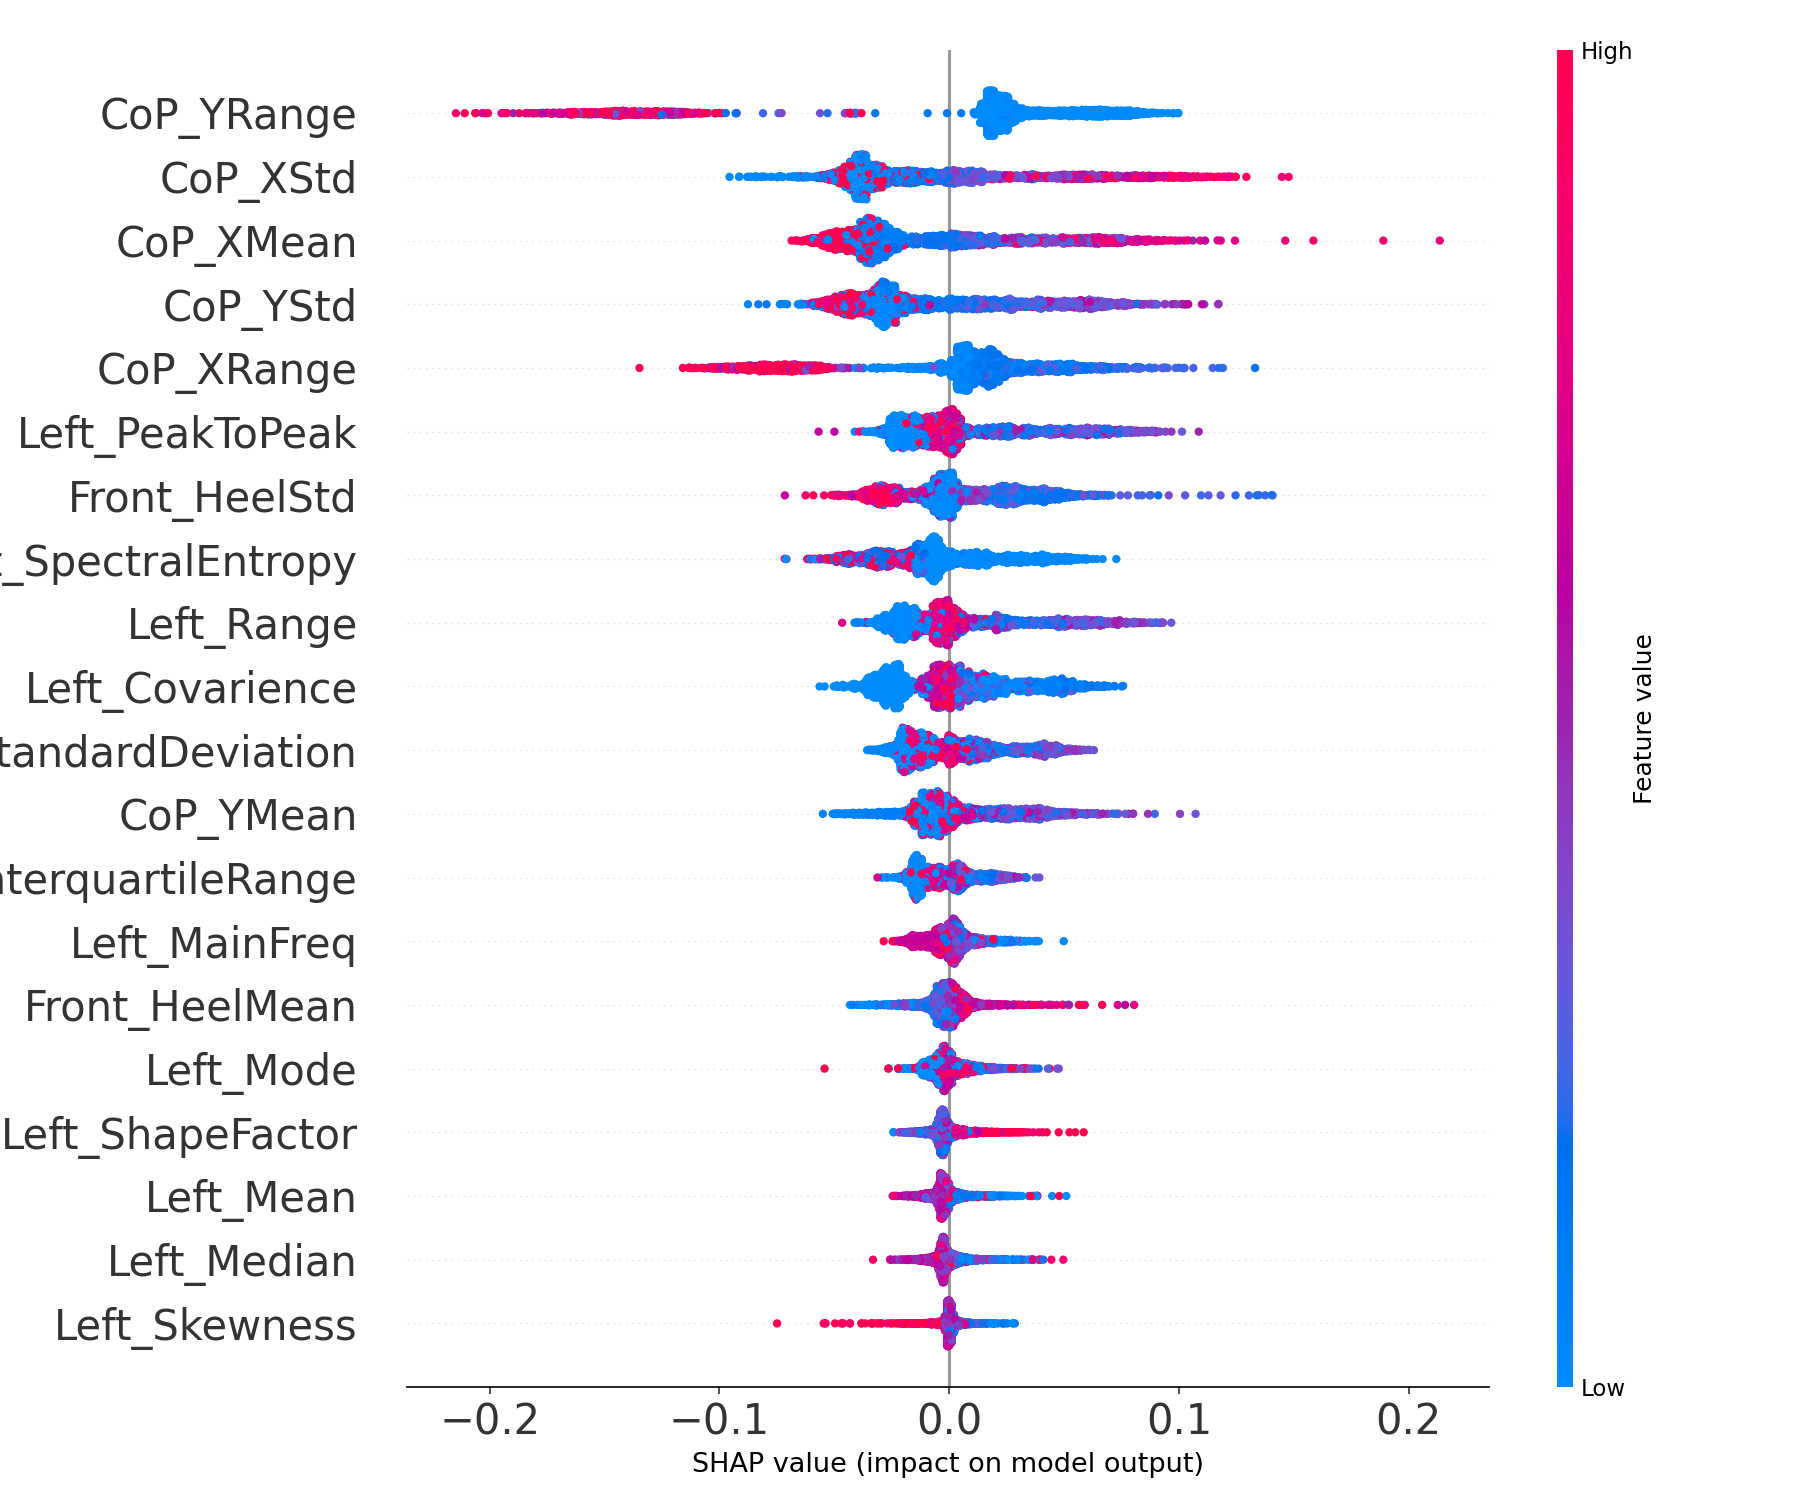 High
CoP_YRange
CoP_XStd
CoP_XMean
CoP_YStd
CoP_XRange
Left_PeakToPeak
Front_HeelStd
t_SpectralEntropy
Left_Range
Left_Covarience
tandardDeviation
CoP_YMean
nterquartileRange
Left_MainFreq
Front_HeelMean
Left_Mode
Left_ShapeFactor
Left_Mean
Left_Median
Left_Skewness
Feature value
Low
−0.2 −0.1 0.0 0.1 0.2
SHAP value (impact on model output)